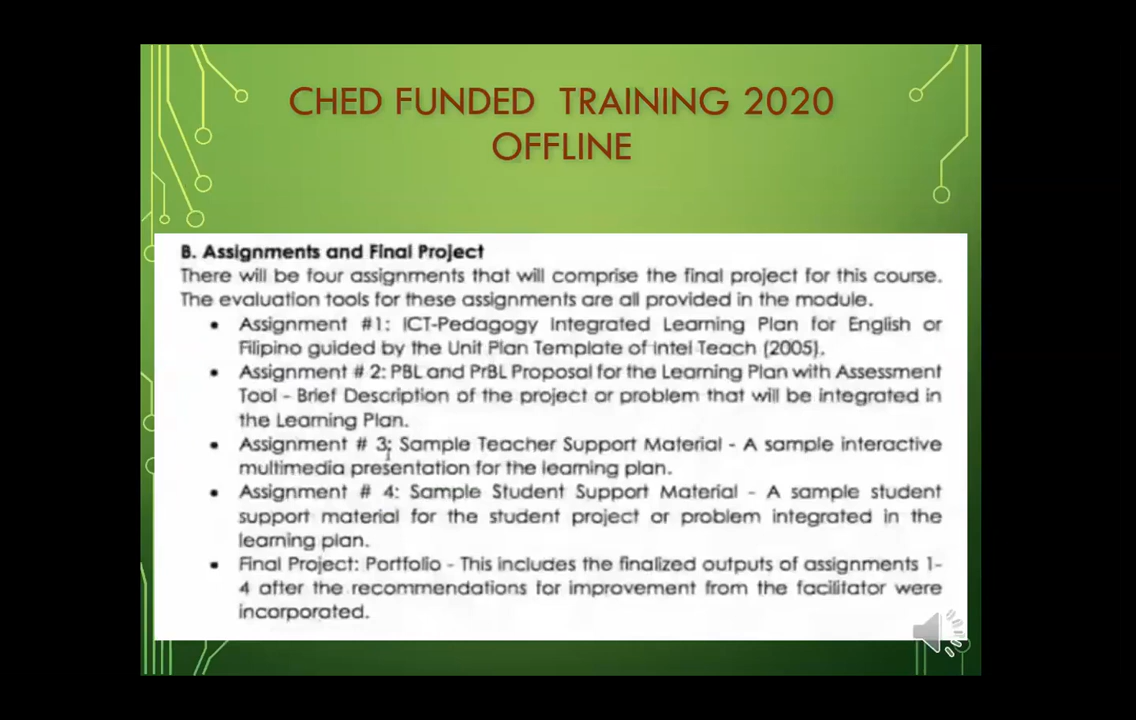 CHED FUNDED TRAINING 2020
OFFLINE
B. Assignments and Final Project
There will be four assignments that will comprise the final project for this course.
The evaluation tools for these assignments are all provided in the module.
• Assignment #1: ICT-Pedagogy Integrated Learning Plan for English or
Filipino guided by the Unit Plan Template of Intel Teach (2005).
• Assignment # 2: PBL and PrBL Proposal for the Learning Plan with Assessment
Tool - Brief Description of the project or problem that will be integrated in
the Learning Plan.
• Assignment # 3: Sample Teacher Support Material - A sample interactive
multimedia presentation for the learning plan.
• Assignment # 4: Sample Student Support Material - A sample student
support material for the student project or problem integrated in the
learning plan.
• Final Project: Portfolio - This includes the finalized outputs of assignments 1-
4 after the recommendations for improvement from the facilitator were
incorporated.